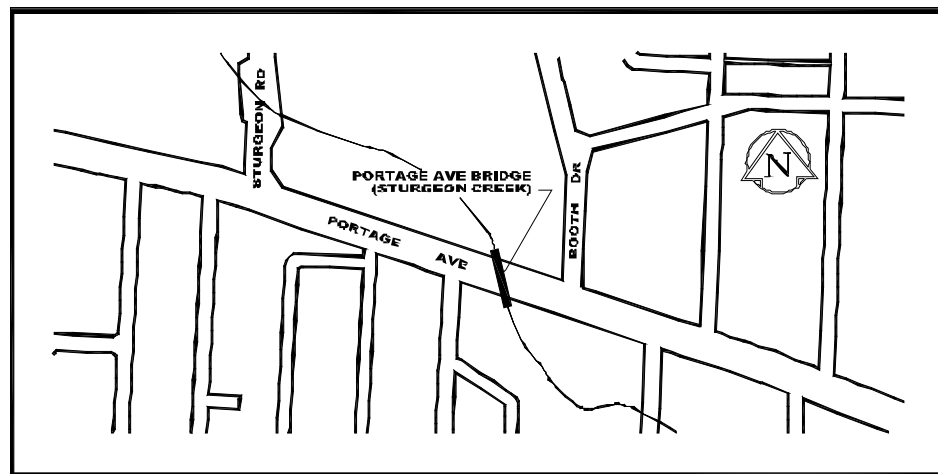 STURGEON RD
PORTAGE AVE BRIDGE
(STURGEON CREEK)
BOOTH DR
PORTAGE AVE
N